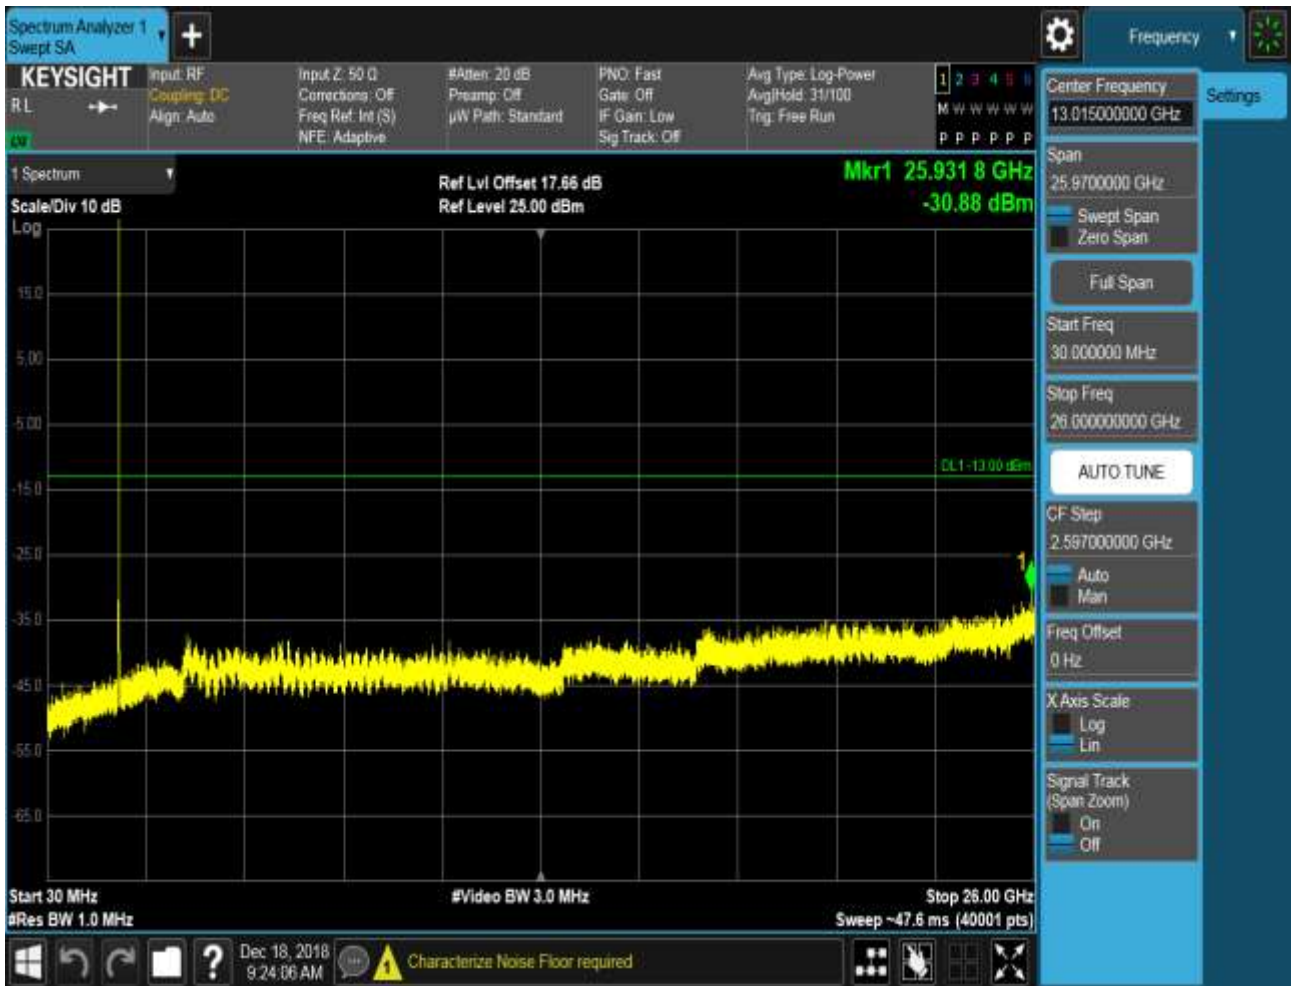 Spectrum Analyzer 1
Swept SA
+
Frequency
KEYSIGHT
R L
Input: RF
Coupling: DC
Align: Auto
Input Z: 50 Ω
Corrections: Off
Freq Ref: Int (S)
NFE: Adaptive
#Atten: 20 dB
Preamp: Off
µW Path: Standard
PNO: Fast
Gate: Off
IF Gain: Low
Sig Track: Off
Avg Type: Log-Power
Avg|Hold: 31/100
Trig: Free Run
1 2 3 4 5 6
M W W W W W
P P P P P P
1 Spectrum
Scale/Div 10 dB
Log
Ref Lvl Offset 17.66 dB
Ref Level 25.00 dBm
Mkr1 25.931 8 GHz
-30.88 dBm
15.0
5.00
-5.00
-15.0
-25.0
-35.0
-45.0
-55.0
-65.0
DL1 -13.00 dBm
1
Start 30 MHz
#Res BW 1.0 MHz
#Video BW 3.0 MHz
Stop 26.00 GHz
Sweep ~47.6 ms (40001 pts)
Center Frequency
13.015000000 GHz
Span
25.9700000 GHz
Swept Span
Zero Span
Full Span
Start Freq
30.000000 MHz
Stop Freq
26.000000000 GHz
AUTO TUNE
CF Step
2.597000000 GHz
Auto
Man
Freq Offset
0 Hz
X Axis Scale
Log
Lin
Signal Track
(Span Zoom)
On
Off
Settings
?
Dec 18, 2018
9:24:06 AM
1
Characterize Noise Floor required